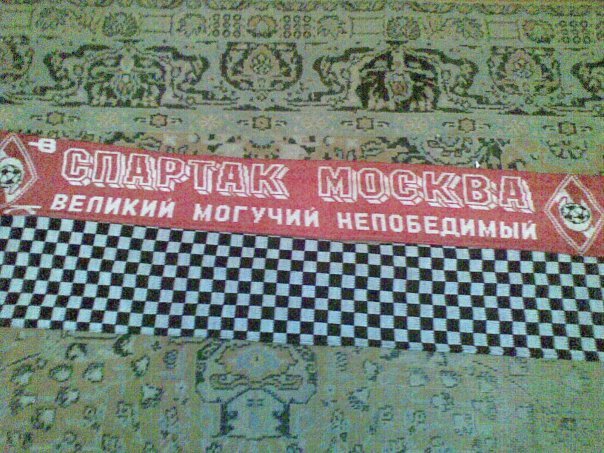 СПАРТАК МОСКВА
ВЕЛИКИЙ МОГУЧИЙ НЕПОБЕДИМЫЙ